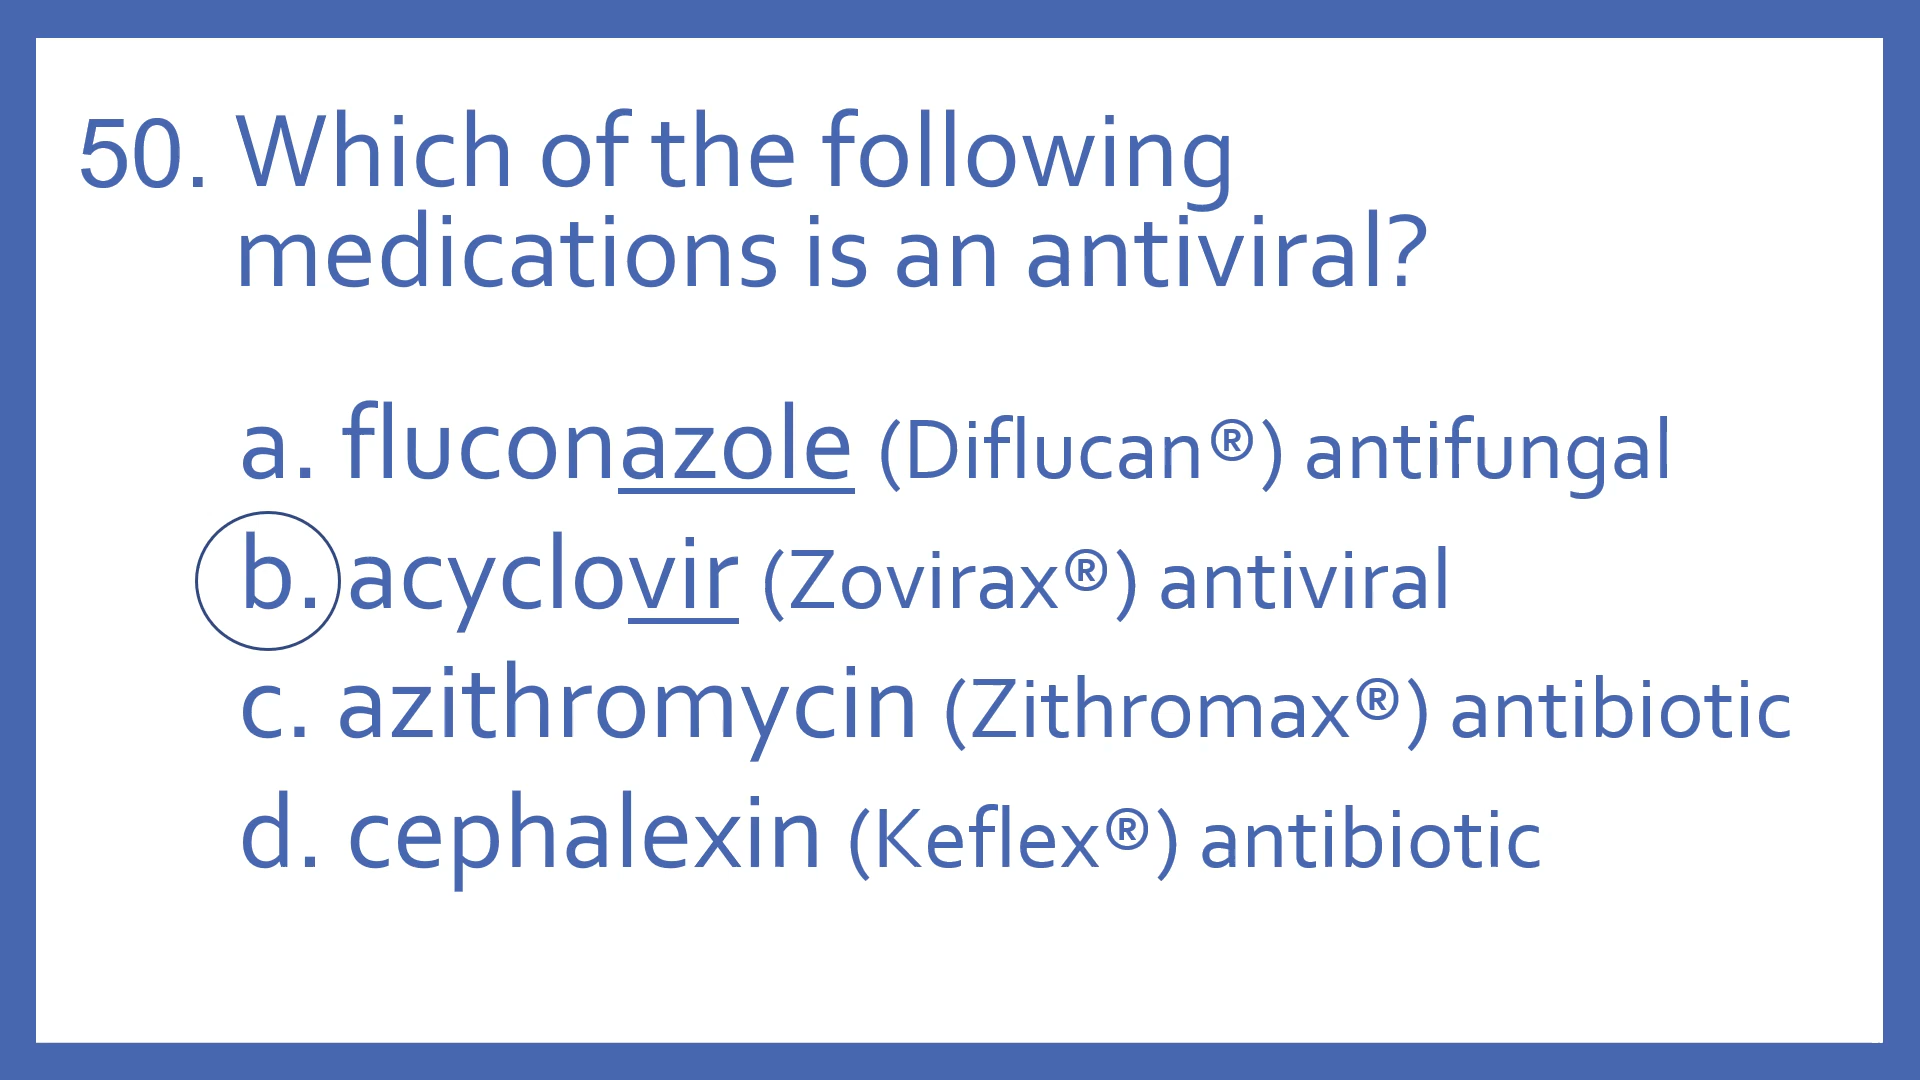 50. Which of the following
medications is an antiviral?
a. fluconazole (Diflucan®) antifungal
b. acyclovir (Zovirax®) antiviral
c. azithromycin (Zithromax®) antibiotic
d. cephalexin (Keflex®) antibiotic